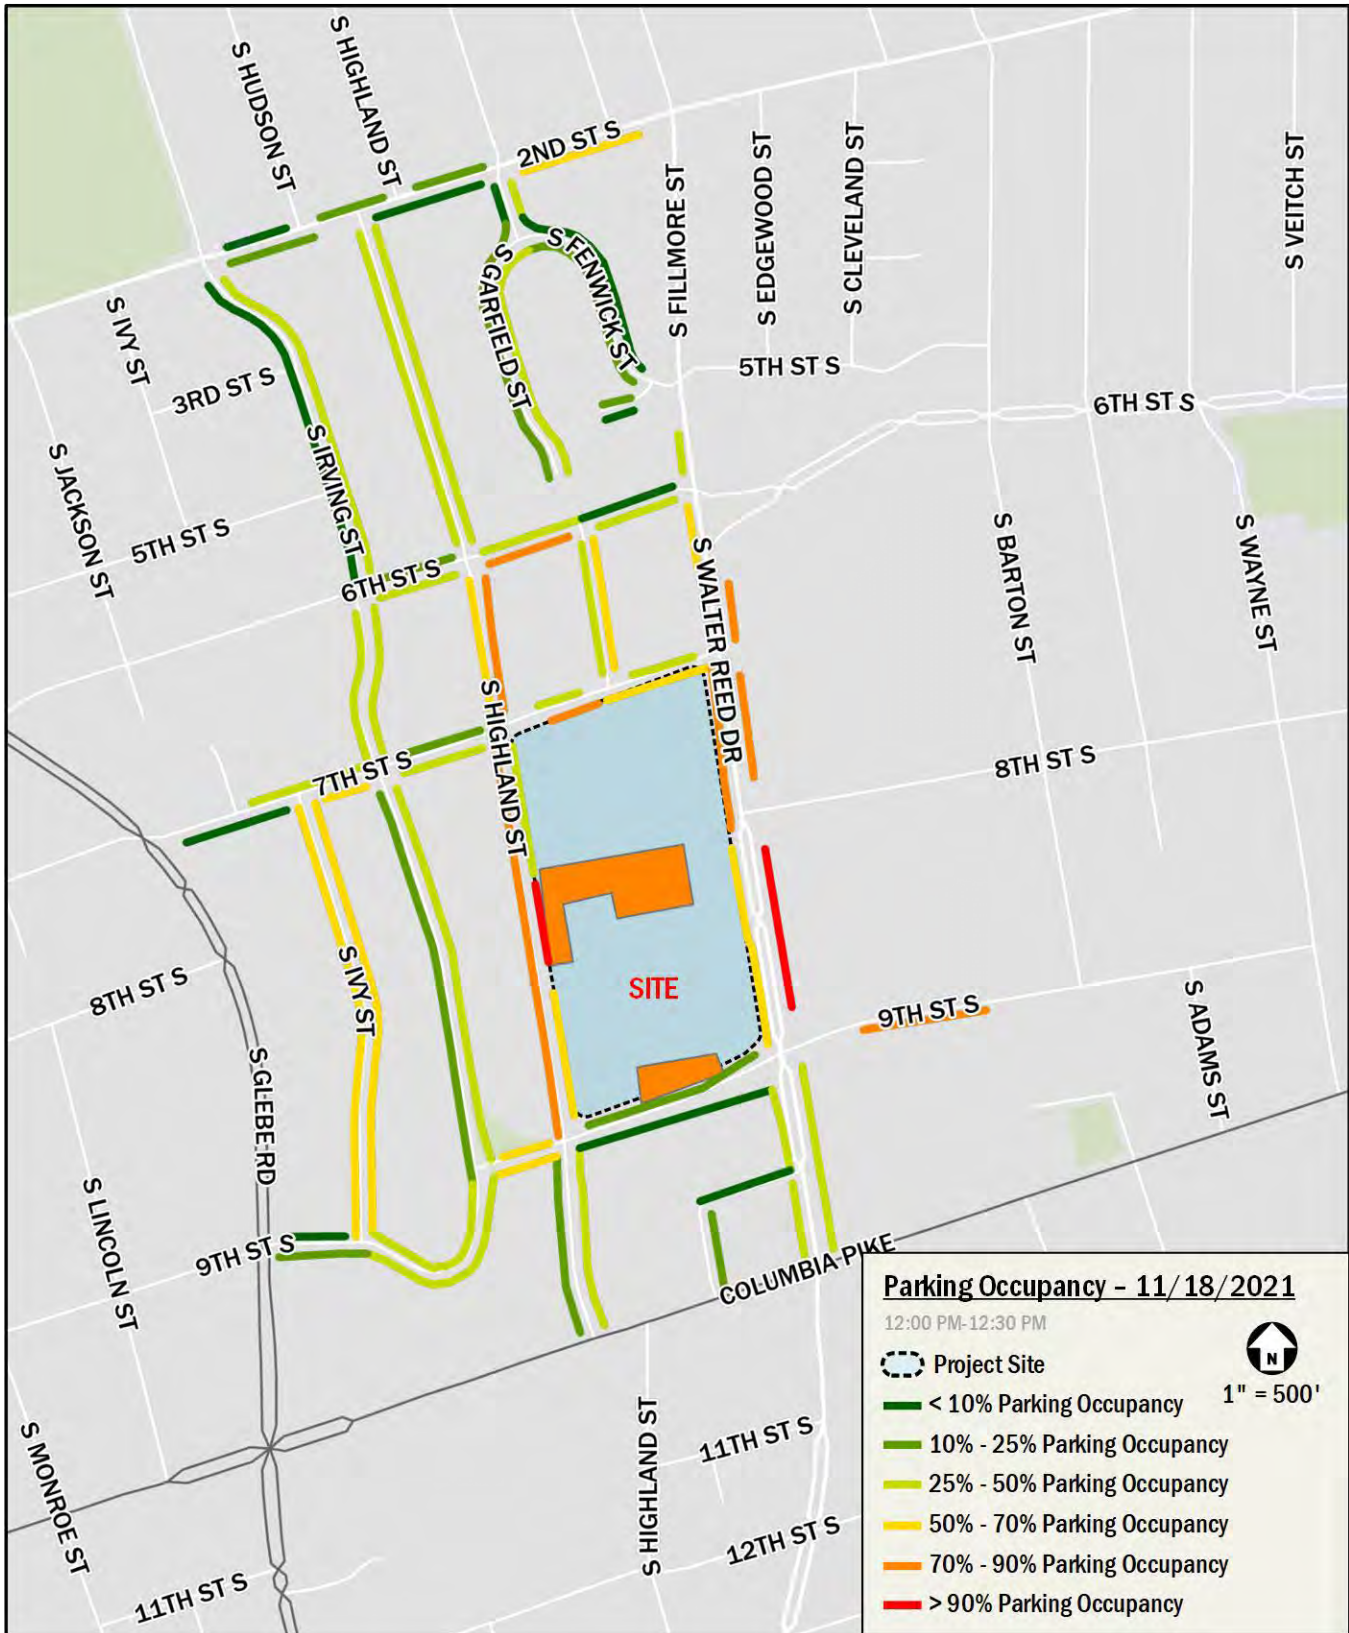 S HUDSON ST
S HIGHLAND ST
2ND ST S
S FILLMORE ST
S EDGEWOOD ST
S CLEVELAND ST
S VEITCH ST
S IVY ST
3RD ST S
S GARFIELD ST
S FENWICK ST
5TH ST S
6TH ST S
S JACKSON ST
S IRVING ST
5TH ST S
6TH ST S
S WALTER REED DR
S BARTON ST
S WAYNE ST
S HIGHLAND ST
7TH ST S
8TH ST S
S IVY ST
8TH ST S
SITE
9TH ST S
S ADAMS ST
S GLEBE RD
S LINCOLN ST
9TH ST S
COLUMBIA PIKE
S MONROE ST
11TH ST S
S HIGHLAND ST
11TH ST S
12TH ST S
Parking Occupancy – 11/18/2021
12:00 PM-12:30 PM
N
1" = 500'
Project Site
< 10% Parking Occupancy
10% - 25% Parking Occupancy
25% - 50% Parking Occupancy
50% - 70% Parking Occupancy
70% - 90% Parking Occupancy
> 90% Parking Occupancy